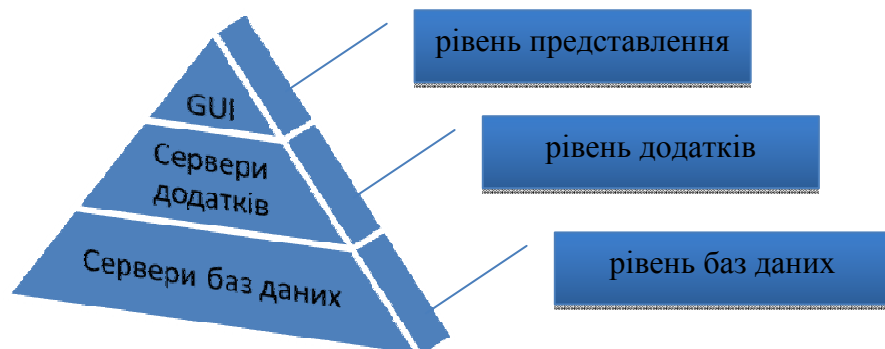 рівень представлення
GUI
Сервери
додатків
рівень додатків
Сервери баз даних
рівень баз даних